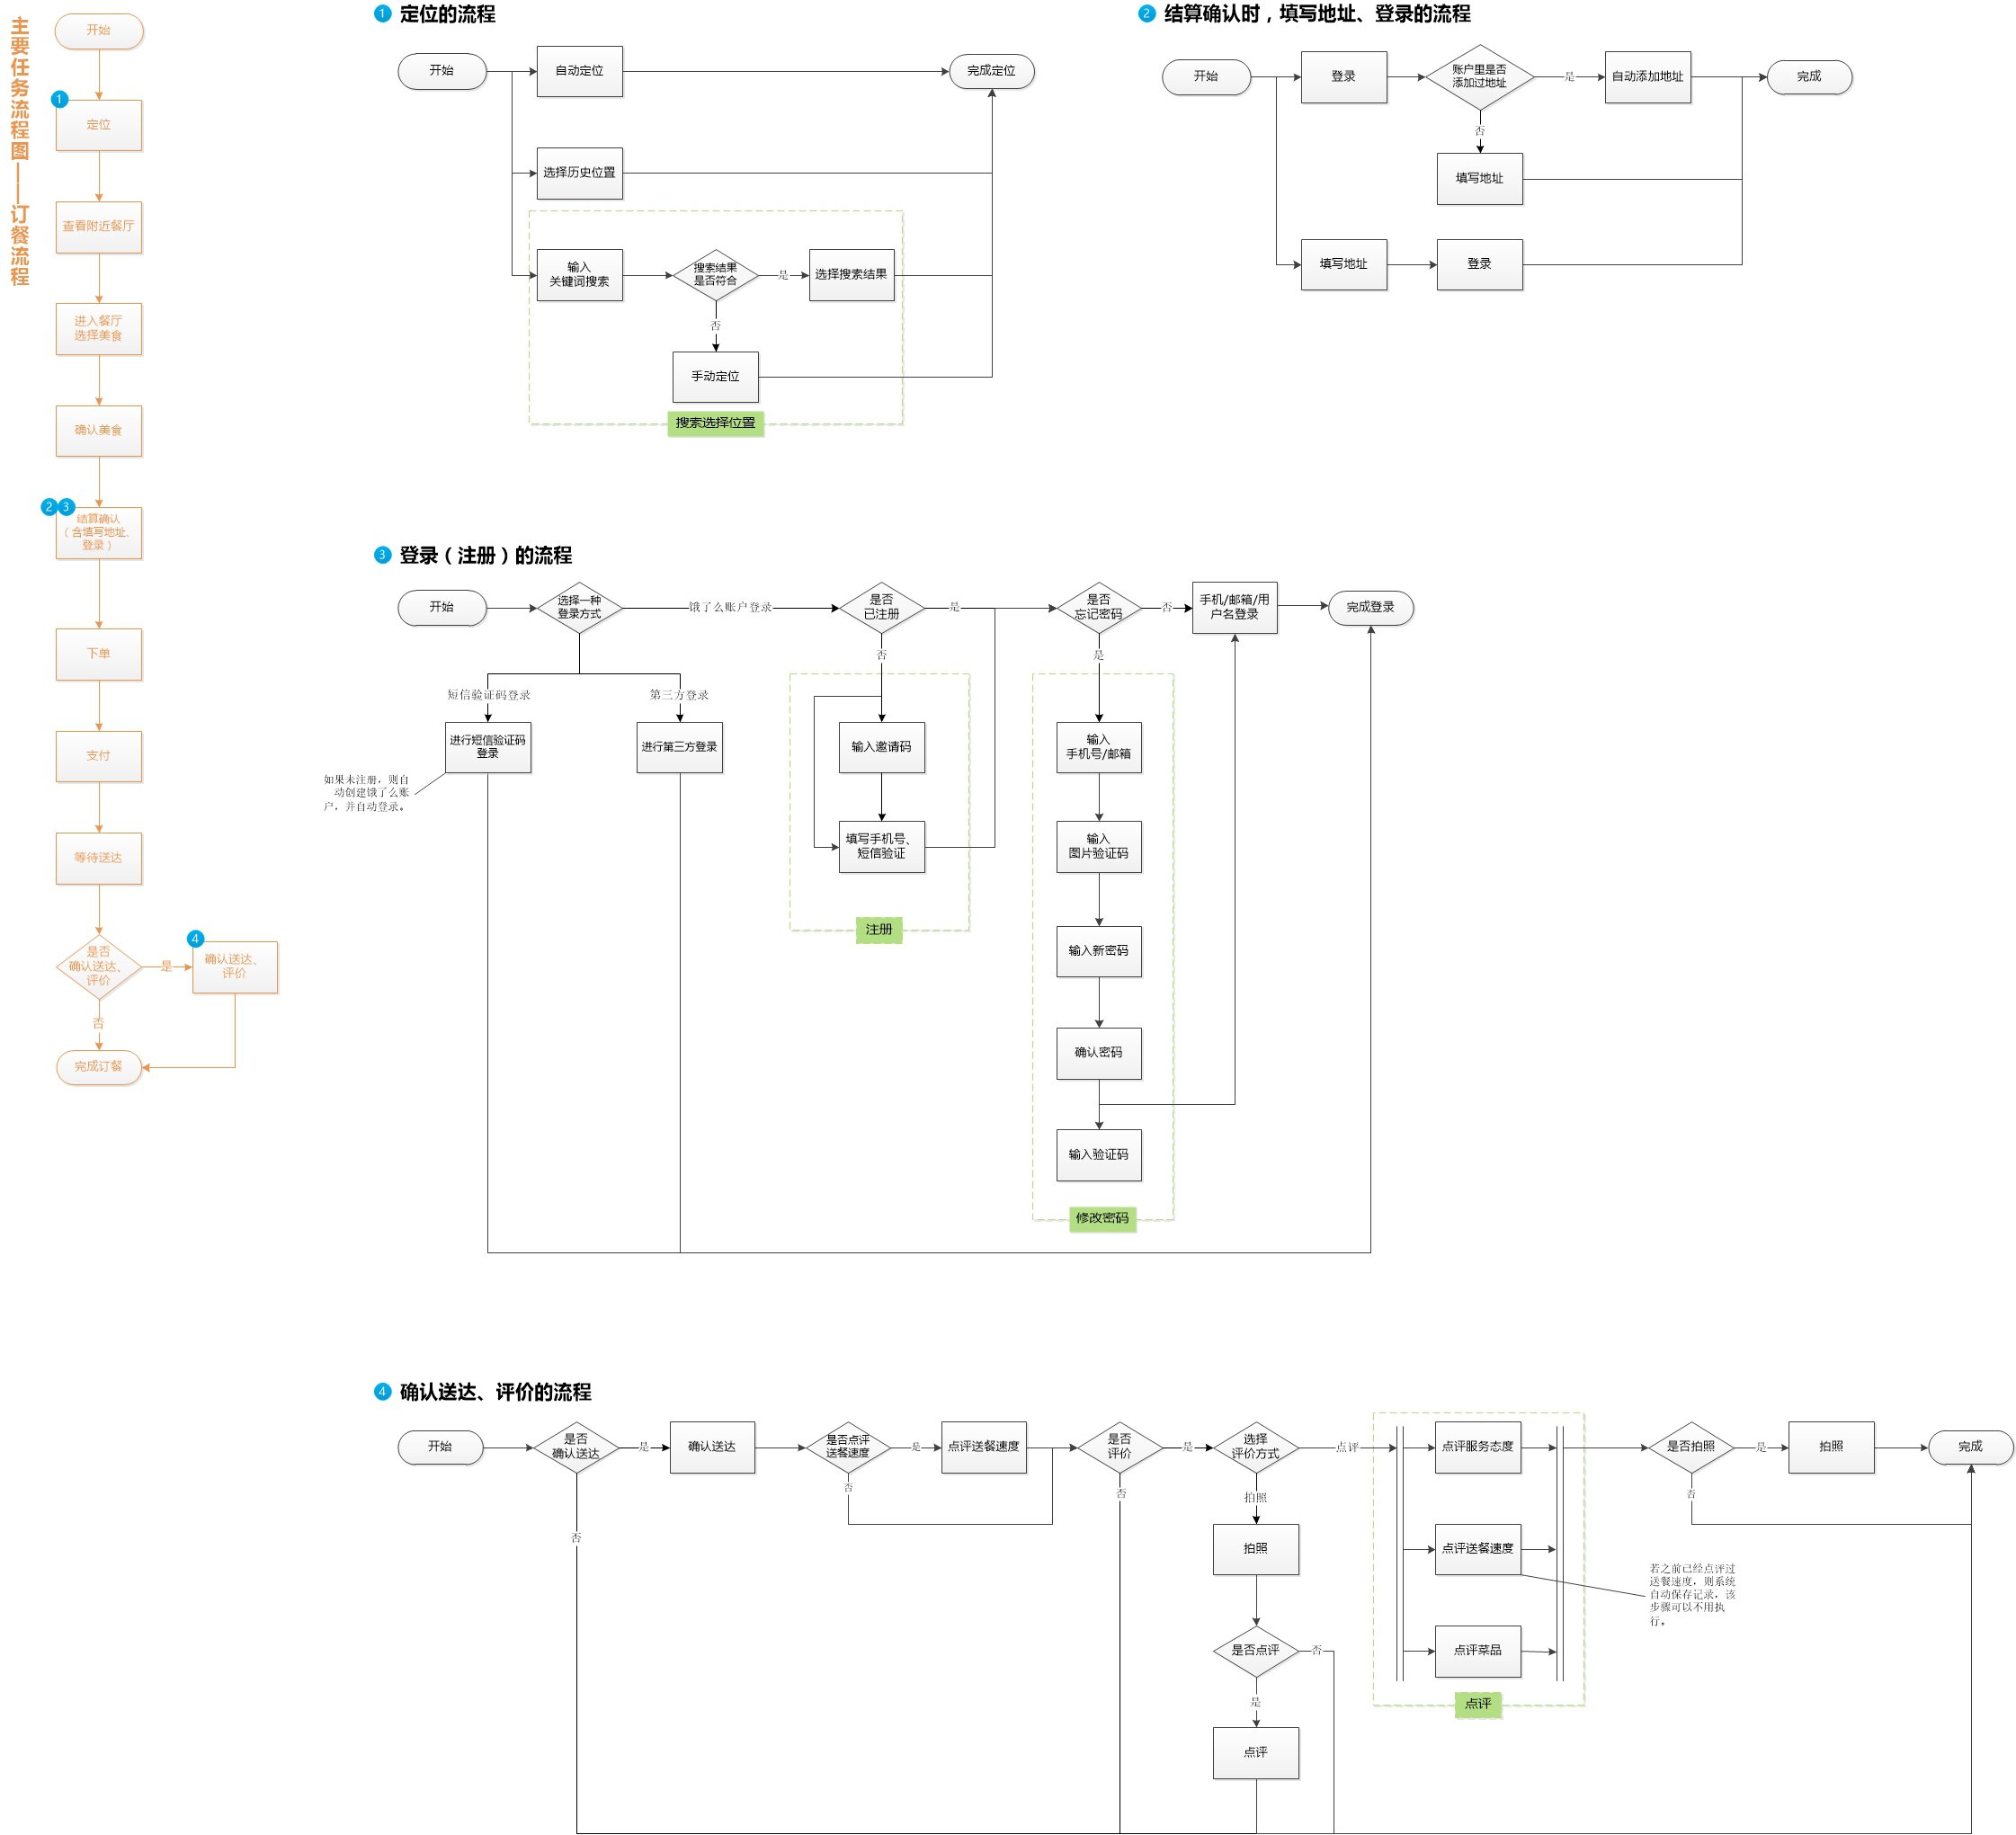 主要任务流程图——订餐流程
开始
1
定位
查看附近餐厅
进入餐厅
选择美食
确认美食
2 3
结算确认
（含填写地址、
登录）
下单
支付
等待送达
是否
确认送达、
评价
是
4
确认送达、
评价
否
完成订餐
1 定位的流程
开始
自动定位
完成定位
选择历史位置
输入
关键词搜索
搜索结果
是否符合
是
选择搜索结果
否
手动定位
搜索选择位置
2 结算确认时，填写地址、登录的流程
开始
登录
账户里是否
添加过地址
是
自动添加地址
完成
否
填写地址
填写地址
登录
3 登录（注册）的流程
开始
选择一种
登录方式
饿了么账户登录
是否
已注册
是
是否
忘记密码
否
手机/邮箱/用
户名登录
完成登录
否
是
短信验证码登录
第三方登录
进行短信验证码
登录
进行第三方登录
输入邀请码
输入
手机号/邮箱
如果未注册，则自
动创建饿了么账
户，并自动登录。
填写手机号、
短信验证
输入
图片验证码
注册
输入新密码
确认密码
输入验证码
修改密码
4 确认送达、评价的流程
开始
是否
确认送达
是
确认送达
是否点评
送餐速度
是
点评送餐速度
是否
评价
是
选择
评价方式
点评
点评服务态度
是否拍照
是
拍照
完成
否
否
否
拍照
否
拍照
点评送餐速度
若之前已经点评过
送餐速度，则系统
自动保存记录，该
步骤可以不用执
行。
是否点评
否
点评菜品
是
点评
点评